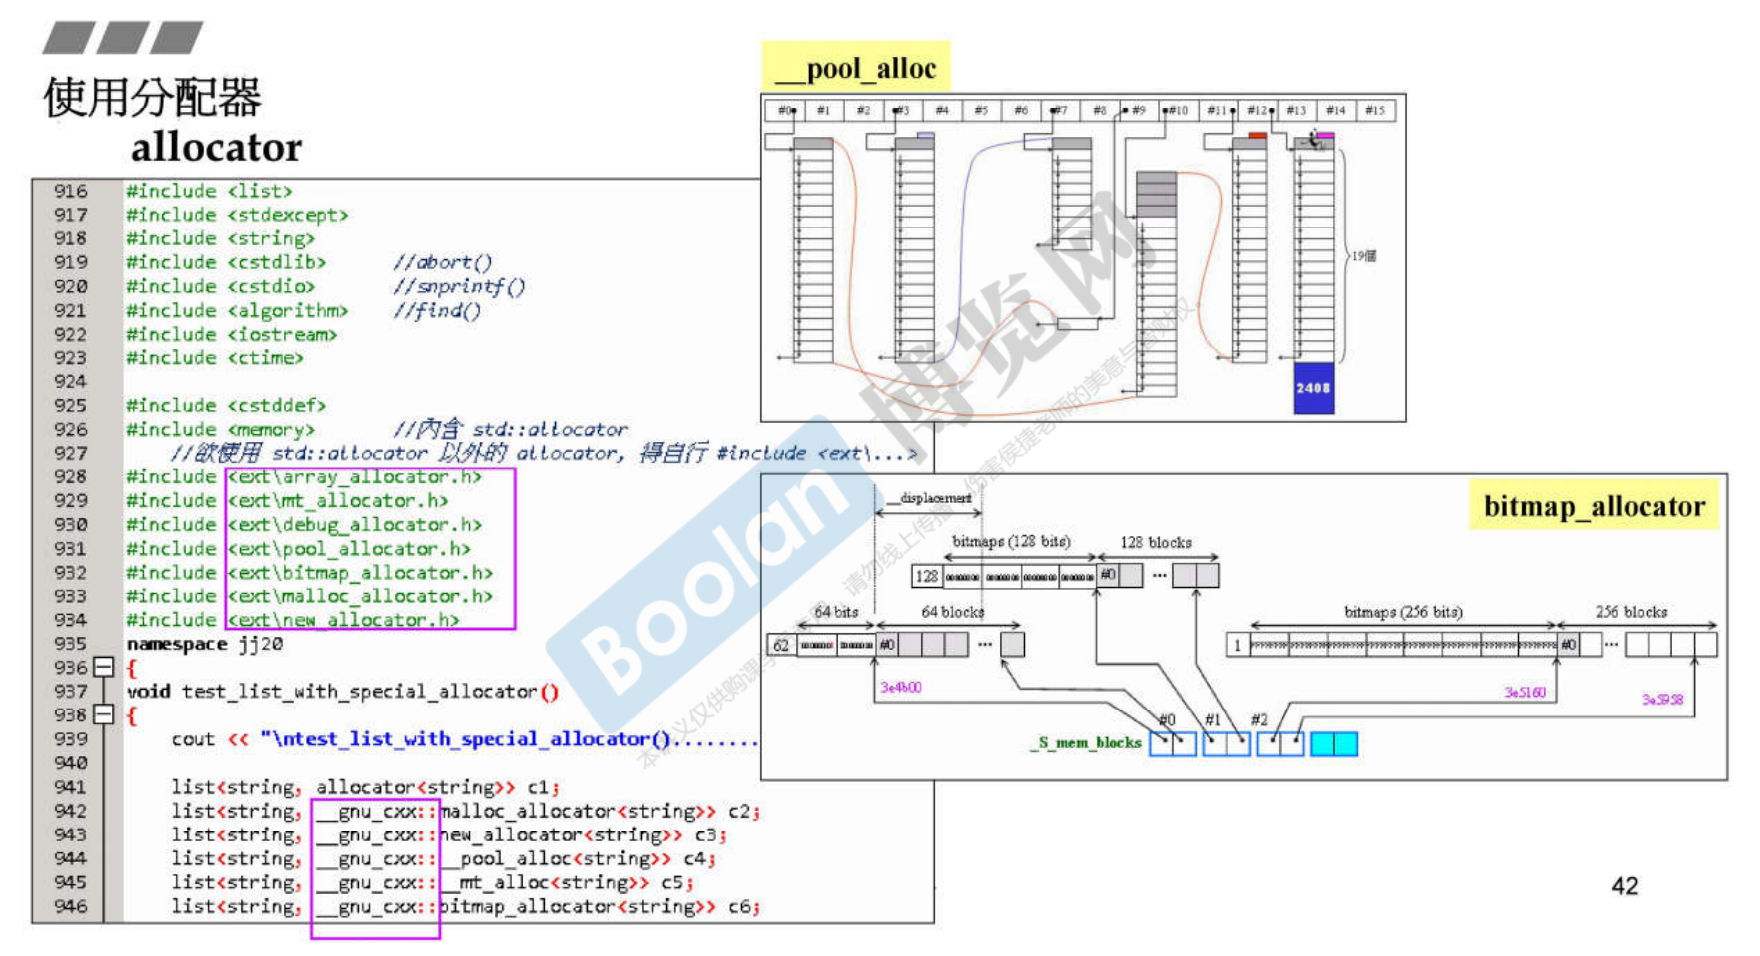 使用分配器
allocator
916 #include <list>
917 #include <stdexcept>
918 #include <string>
919 #include <cstdlib> //abort()
920 #include <cstdio> //snprintf()
921 #include <algorithm> //find()
922 #include <iostream>
923 #include <ctime>
924
925 #include <cstddef>
926 #include <memory> //內含 std::allocator
927 //欲使用 std::allocator 以外的 allocator, 得自行 #include <ext\...>
928 #include <ext\array_allocator.h>
929 #include <ext\mt_allocator.h>
930 #include <ext\debug_allocator.h>
931 #include <ext\pool_allocator.h>
932 #include <ext\bitmap_allocator.h>
933 #include <ext\malloc_allocator.h>
934 #include <ext\new_allocator.h>
935 namespace jj20
936 {
937 void test_list_with_special_allocator()
938 {
939 cout << "\ntest_list_with_special_allocator()........
940
941 list<string, allocator<string>> c1;
942 list<string, __gnu_cxx::malloc_allocator<string>> c2;
943 list<string, __gnu_cxx::new_allocator<string>> c3;
944 list<string, __gnu_cxx::__pool_alloc<string>> c4;
945 list<string, __gnu_cxx::__mt_alloc<string>> c5;
946 list<string, __gnu_cxx::bitmap_allocator<string>> c6;
__pool_alloc
#0 #1 #2 #3 #4 #5 #6 #7 #8 #9 #10 #11 #12 #13 #14 #15
19個
2408
bitmap_allocator
__displacement
bitmaps (128 bits) 128 blocks
128 #0 ...
64 bits 64 blocks
62 #0 ...
bitmaps (256 bits) 256 blocks
1 #0 ...
3e4b00
3e5160
3e5958
#0 #1 #2
_S_mem_blocks
Boolan
博览网
42